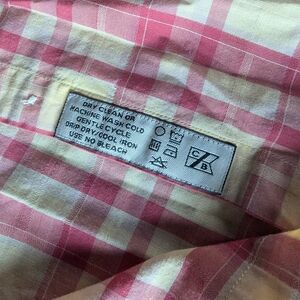 DRY CLEAN OR
MACHINE WASH COLD
GENTLE CYCLE
DRIP DRY/COOL IRON
USE NO BLEACH
C
B